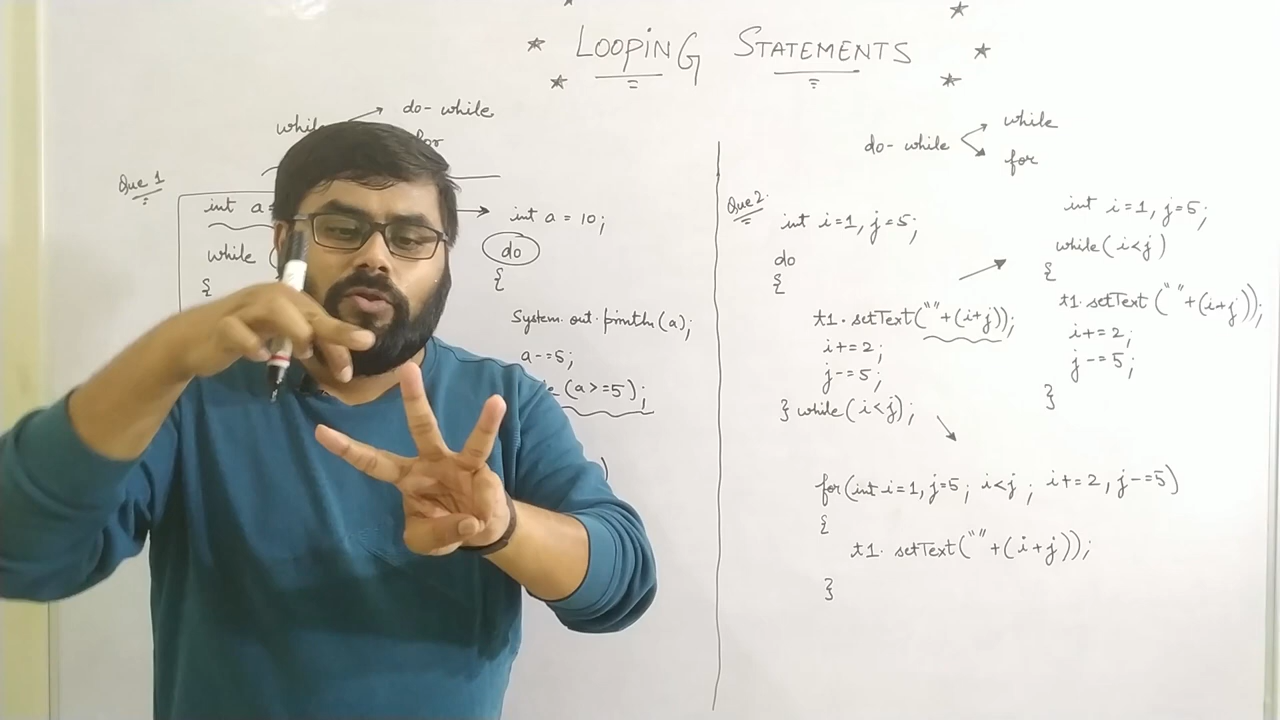 LOOPING STATEMENTS
while do-while
for
Que 1
int a
while (
{
int a = 10;
do
{
System.out.println(a);
a-=5;
(a>=5);
)
do-while while
for
Que 2.
int i=1, j=5;
do
{
t1.setText(""+(i+j));
i+=2;
j-=5;
} while(i<j);
int i=1, j=5;
while(i<j)
{
t1.setText(""+(i+j));
i+=2;
j-=5;
}
for(int i=1, j=5; i<j; i+=2, j-=5)
{
t1.setText(""+(i+j));
}